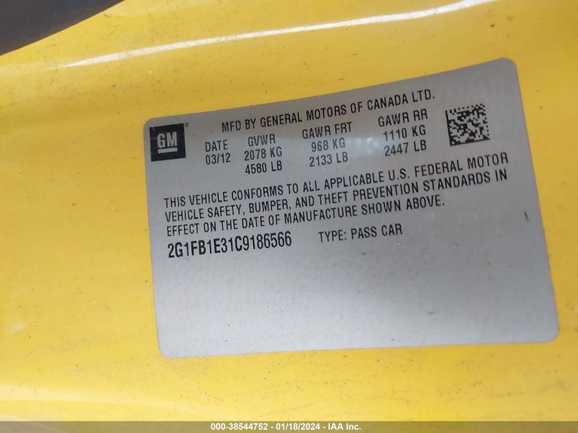 MFD BY GENERAL MOTORS OF CANADA LTD.
GM
DATE GVWR GAWR FRT GAWR RR
03/12 2078 KG 968 KG 1110 KG
4580 LB 2133 LB 2447 LB
THIS VEHICLE CONFORMS TO ALL APPLICABLE U.S. FEDERAL MOTOR
VEHICLE SAFETY, BUMPER, AND THEFT PREVENTION STANDARDS IN
EFFECT ON THE DATE OF MANUFACTURE SHOWN ABOVE.
2G1FB1E31C9186566 TYPE: PASS CAR
000-38544752 - 01/18/2024 - IAA Inc.